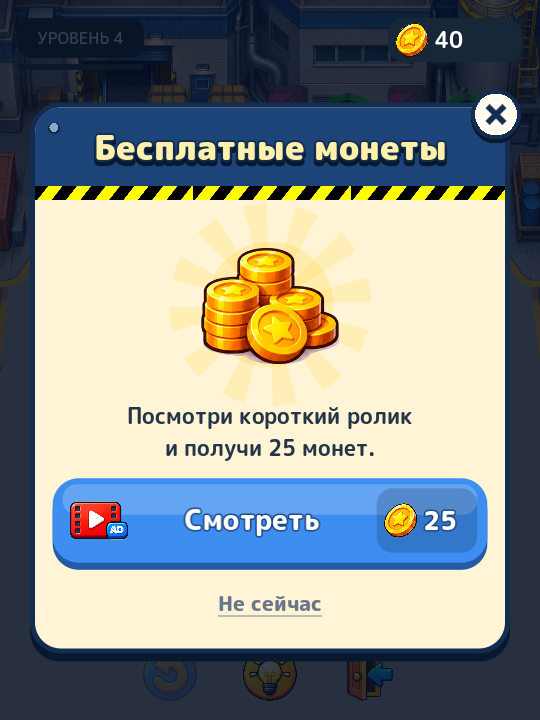 УРОВЕНЬ 4
40
Бесплатные монеты
Посмотри короткий ролик
и получи 25 монет.
AD
Смотреть
25
Не сейчас